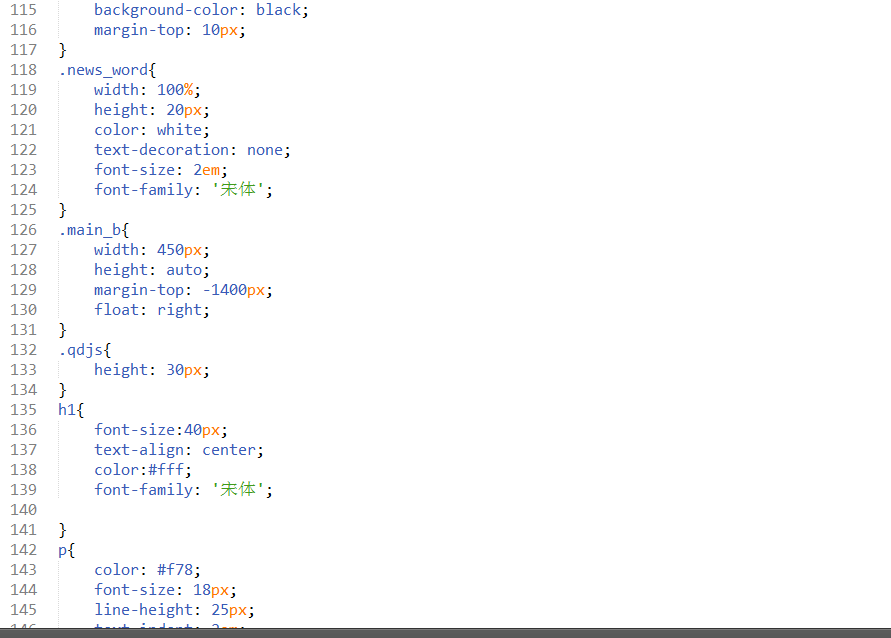 115 background-color: black;
116 margin-top: 10px;
117 }
118 .news_word{
119 width: 100%;
120 height: 20px;
121 color: white;
122 text-decoration: none;
123 font-size: 2em;
124 font-family: '宋体';
125 }
126 .main_b{
127 width: 450px;
128 height: auto;
129 margin-top: -1400px;
130 float: right;
131 }
132 .qdjs{
133 height: 30px;
134 }
135 h1{
136 font-size:40px;
137 text-align: center;
138 color:#fff;
139 font-family: '宋体';
140
141 }
142 p{
143 color: #f78;
144 font-size: 18px;
145 line-height: 25px;